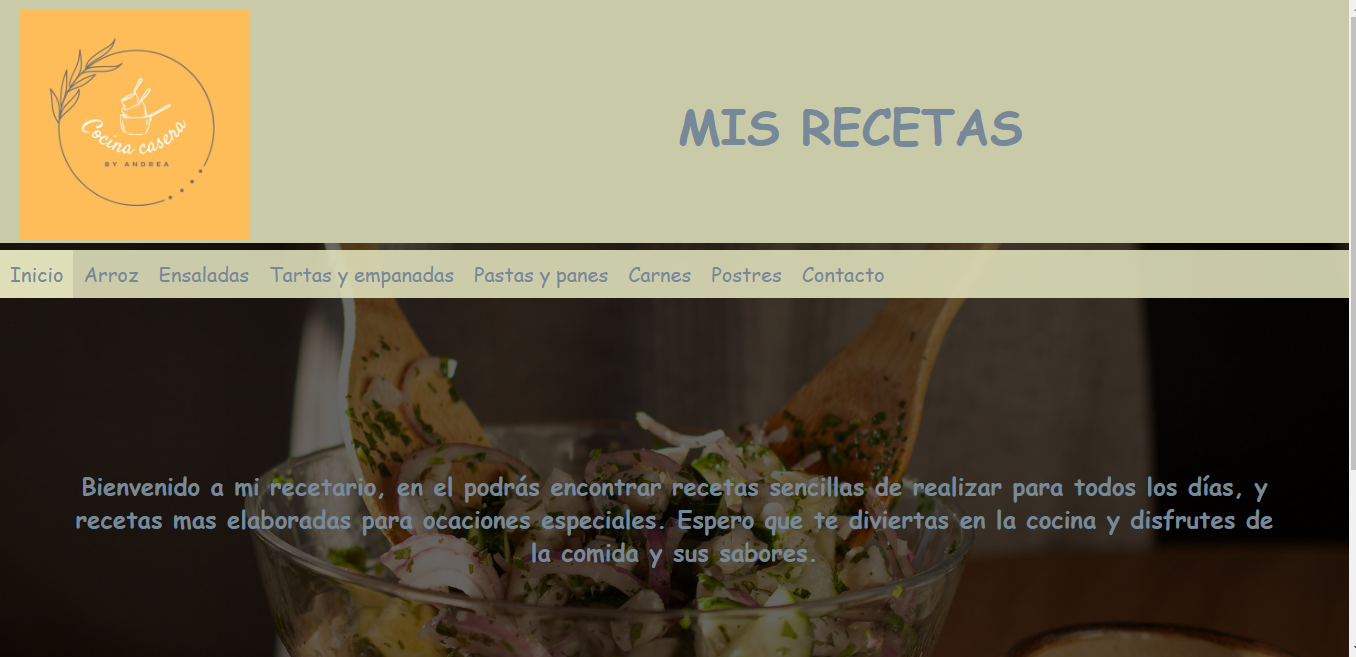 Cocina casera
BY ANDREA
MIS RECETAS
Inicio Arroz Ensaladas Tartas y empanadas Pastas y panes Carnes Postres Contacto
Bienvenido a mi recetario, en el podrás encontrar recetas sencillas de realizar para todos los días, y
recetas mas elaboradas para ocaciones especiales. Espero que te diviertas en la cocina y disfrutes de
la comida y sus sabores.